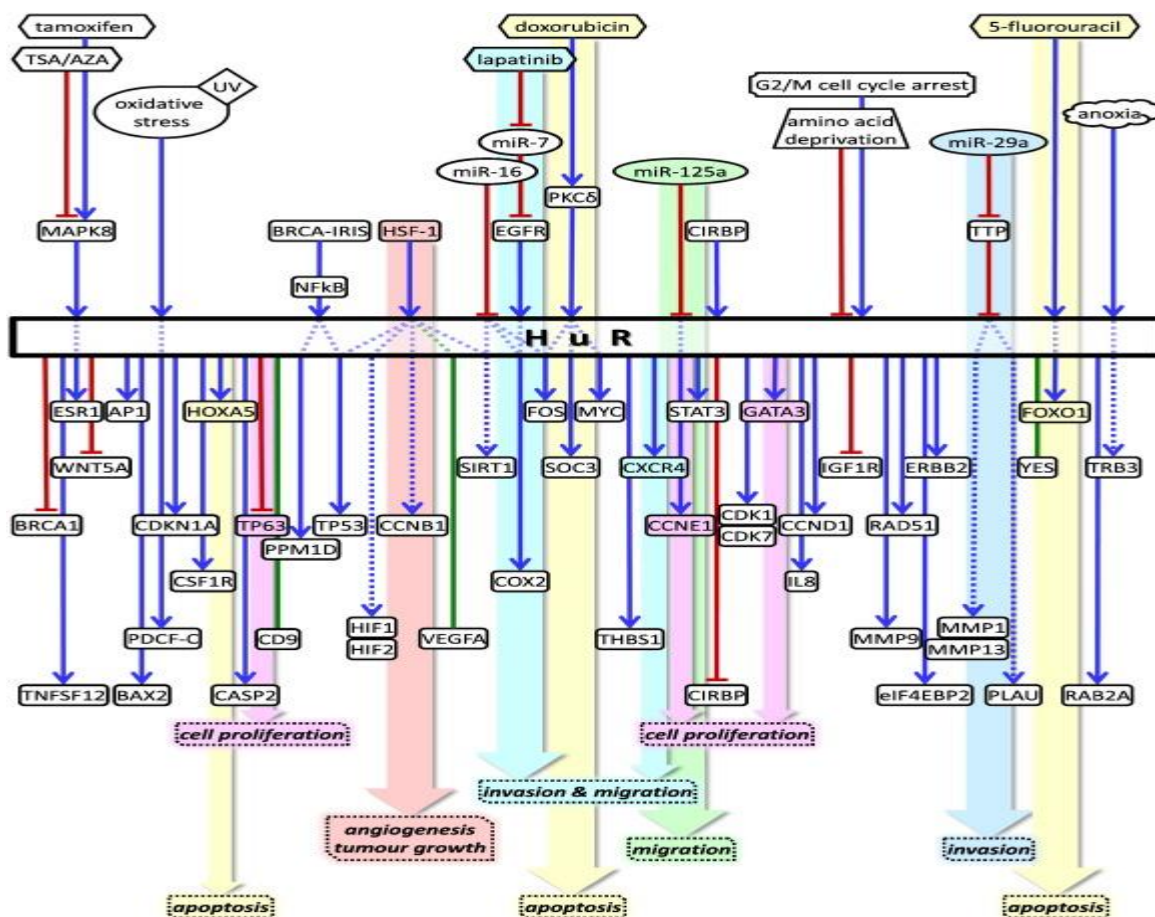 tamoxifen
doxorubicin
5-fluorouracil
TSA/AZA
lapatinib
UV
G2/M cell cycle arrest
oxidative
stress
anoxia
amino acid
deprivation
miR-7
miR-29a
miR-16
miR-125a
PKCδ
MAPK8
BRCA-IRIS
HSF-1
EGFR
CIRBP
TTP
NFkB
H u R
ESR1
AP1
HOXA5
FOS
MYC
STAT3
GATA3
FOXO1
WNT5A
SIRT1
SOC3
CXCR4
IGF1R
ERBB2
YES
TRB3
BRCA1
CDKN1A
TP63
TP53
CCNB1
CCNE1
CDK1
CDK7
CCND1
RAD51
PPM1D
CSF1R
COX2
IL8
PDCF-C
CD9
HIF1
HIF2
VEGFA
THBS1
MMP9
MMP1
MMP13
TNFSF12
BAX2
CASP2
CIRBP
eIF4EBP2
PLAU
RAB2A
cell proliferation
cell proliferation
invasion & migration
angiogenesis
tumour growth
migration
invasion
apoptosis
apoptosis
apoptosis